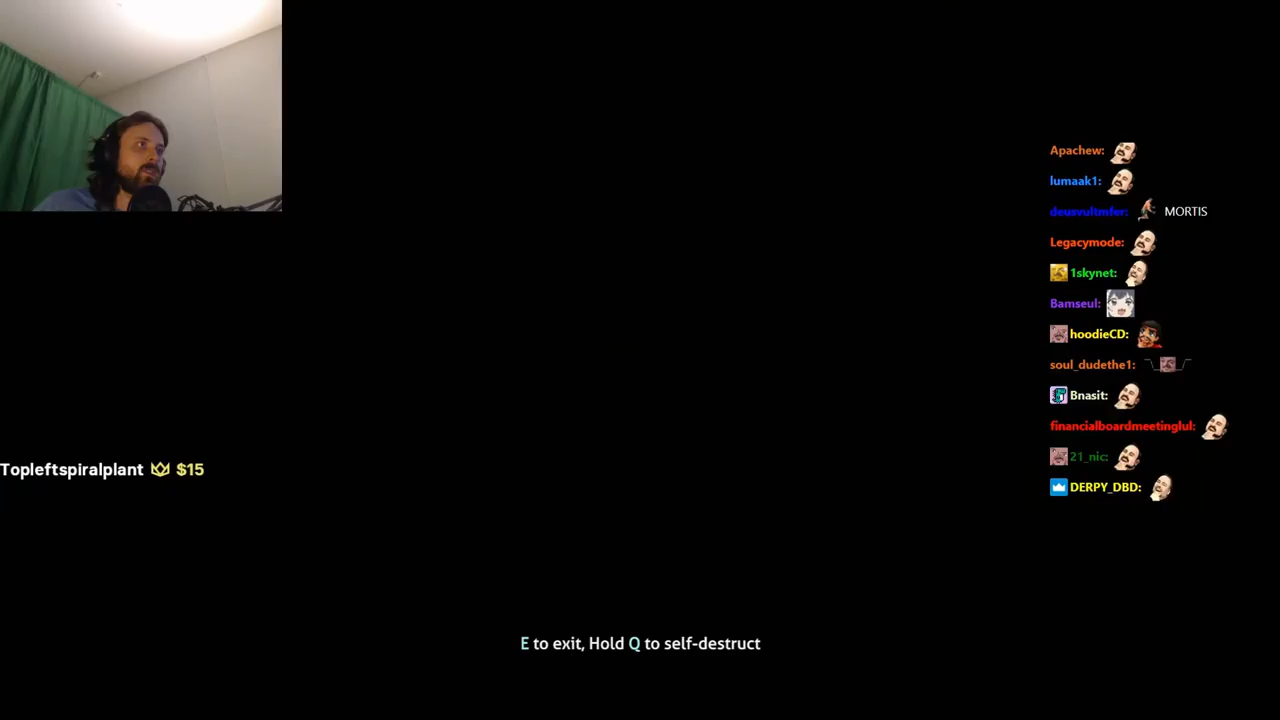 Apachew:
lumaak1:
deusvultmfer: MORTIS
Legacymode:
1skynet:
Bamseul:
hoodieCD:
soul_dudethe1:
Bnasit:
financialboardmeetinglul:
Topleftspiralplant $15
21_nic:
DERPY_DBD:
E to exit, Hold Q to self-destruct